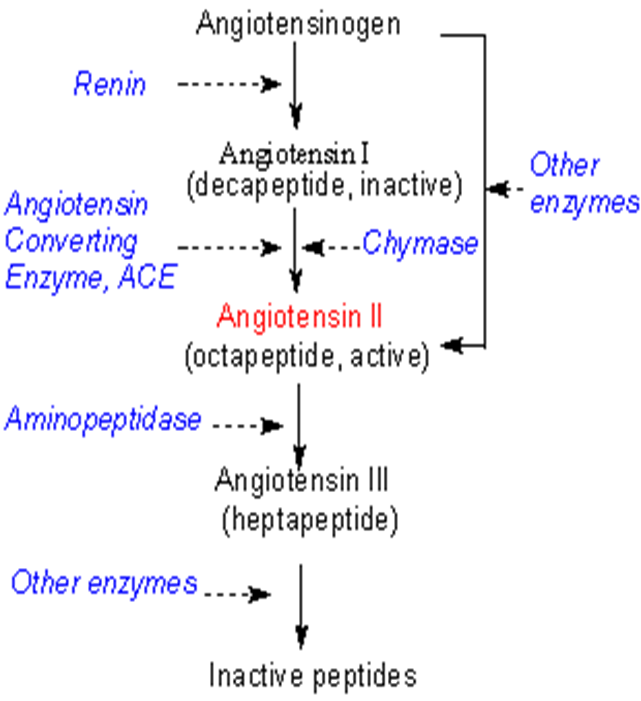 Angiotensinogen
Renin
Angiotensin I
(decapeptide, inactive)
Other
enzymes
Angiotensin
Converting
Enzyme, ACE
Chymase
Angiotensin II
(octapeptide, active)
Aminopeptidase
Angiotensin III
(heptapeptide)
Other enzymes
Inactive peptides